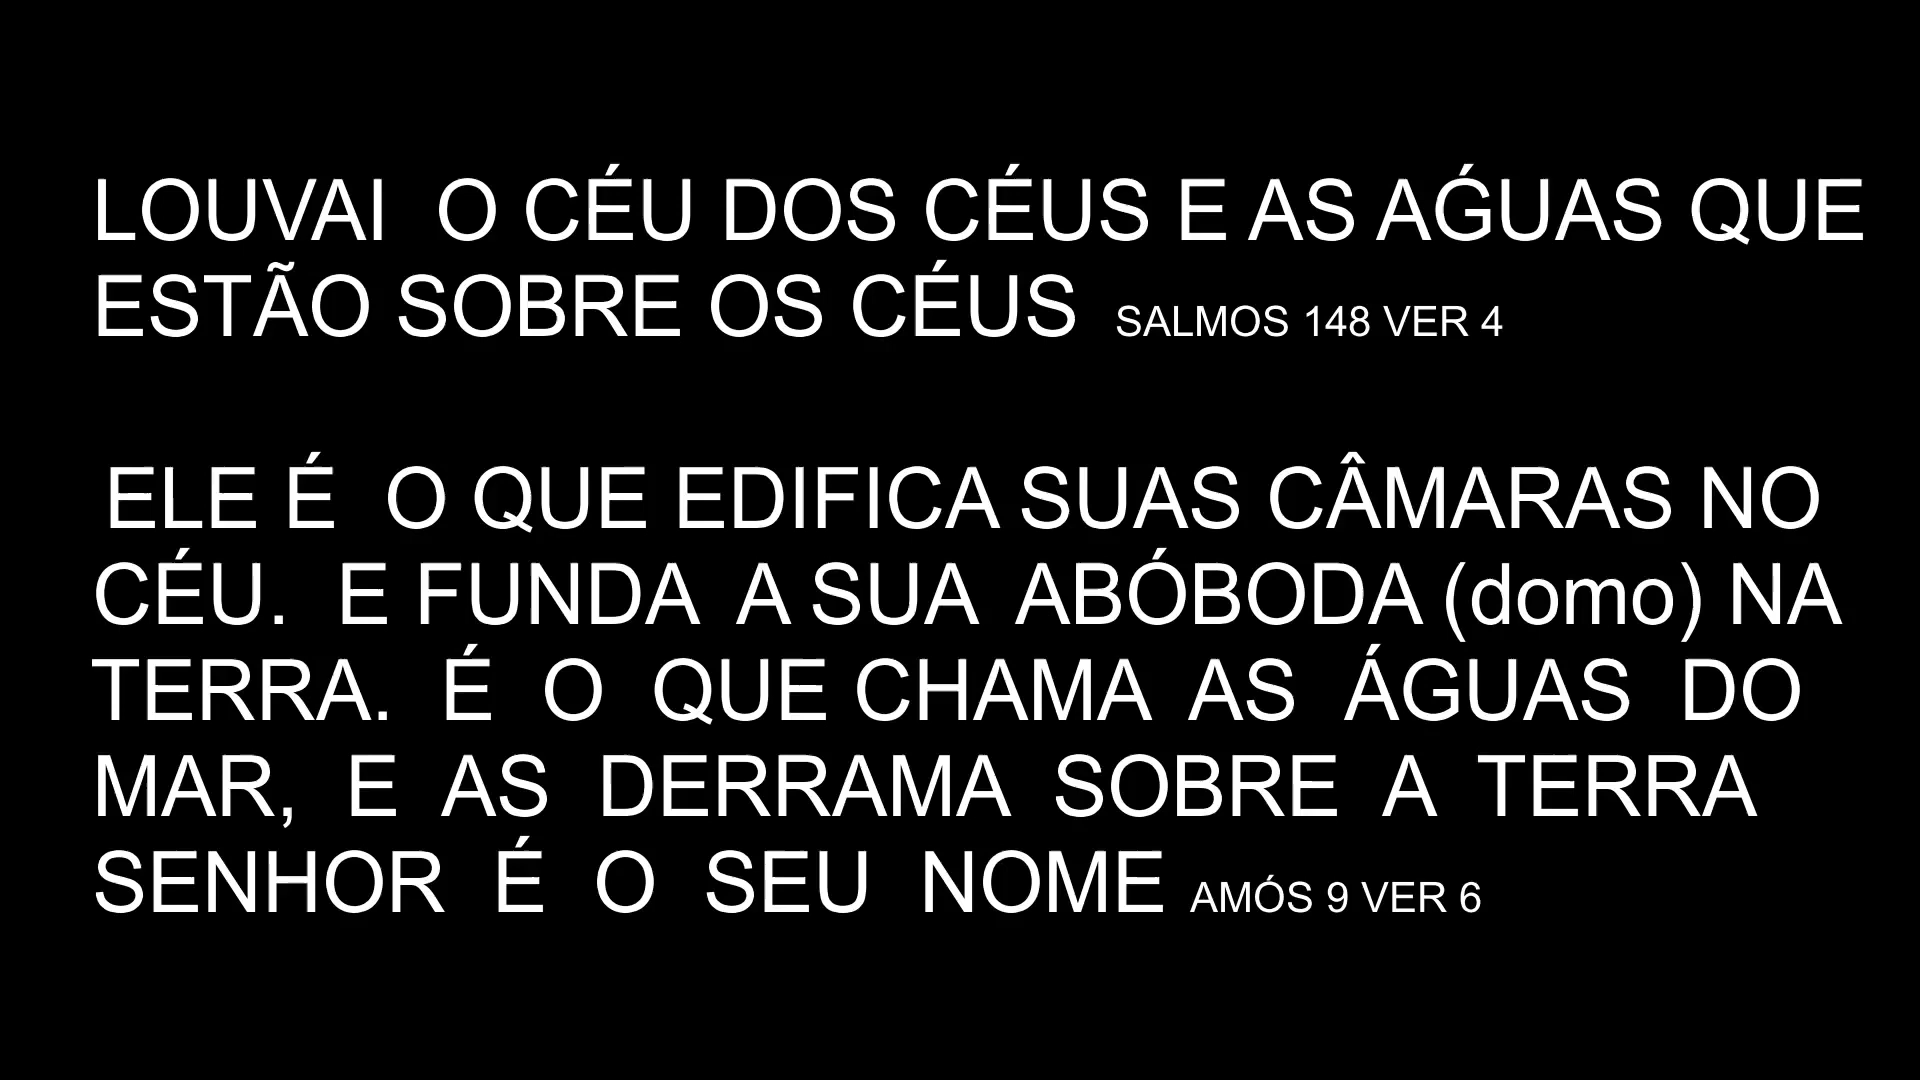 LOUVAI O CÉU DOS CÉUS E AS AǴUAS QUE
ESTÃO SOBRE OS CÉUS SALMOS 148 VER 4
ELE É O QUE EDIFICA SUAS CÂMARAS NO
CÉU. E FUNDA A SUA ABÓBODA (domo) NA
TERRA. É O QUE CHAMA AS ÁGUAS DO
MAR, E AS DERRAMA SOBRE A TERRA
SENHOR É O SEU NOME AMÓS 9 VER 6